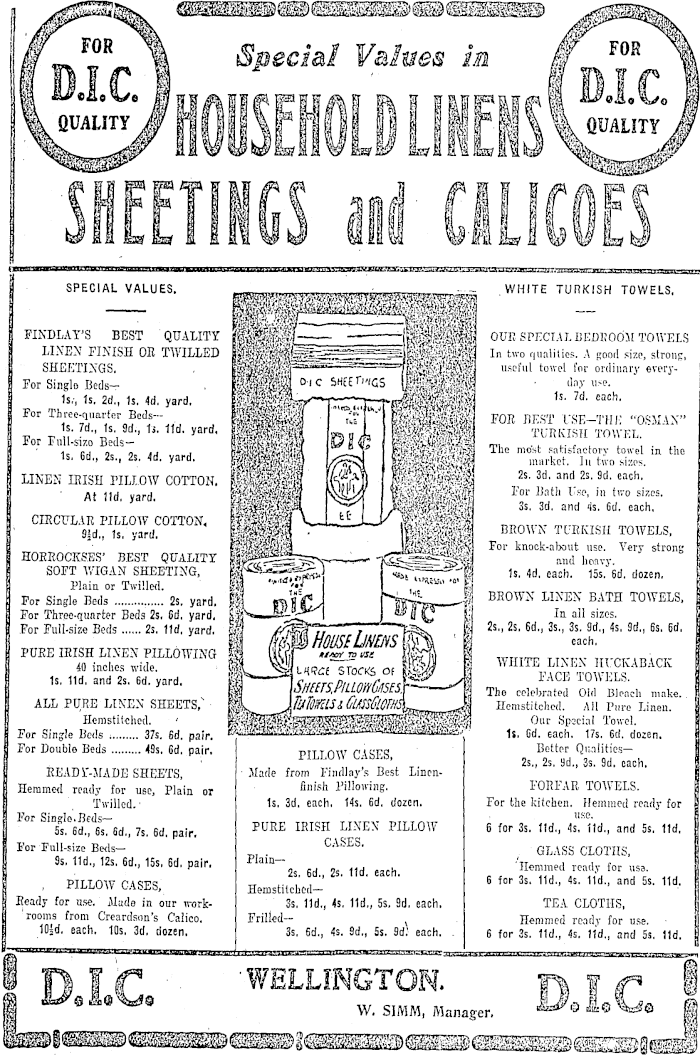 FOR
D.I.C.
QUALITY
Special Values in
HOUSEHOLD LINENS
SHEETINGS and CALICOES
FOR
D.I.C.
QUALITY
SPECIAL VALUES.
FINDLAY'S BEST QUALITY
LINEN FINISH OR TWILLED
SHEETINGS.
For Single Beds—
1s., 1s. 2d., 1s. 4d. yard.
For Three-quarter Beds—
1s. 7d., 1s. 9d., 1s. 11d. yard.
For Full-size Beds—
1s. 6d., 2s., 2s. 4d. yard.
LINEN IRISH PILLOW COTTON.
At 11d. yard.
CIRCULAR PILLOW COTTON.
9½d., 1s. yard.
HORROCKSES' BEST QUALITY
SOFT WIGAN SHEETING,
Plain or Twilled.
For Single Beds .............. 2s. yard.
For Three-quarter Beds 2s. 6d. yard.
For Full-size Beds ...... 2s. 11d. yard.
PURE IRISH LINEN PILLOWING
40 inches wide.
1s. 11d. and 2s. 6d. yard.
ALL PURE LINEN SHEETS,
Hemstitched.
For Single Beds ......... 37s. 6d. pair.
For Double Beds ......... 49s. 6d. pair.
READY-MADE SHEETS,
Hemmed ready for use, Plain or
Twilled.
For Single Beds—
5s. 6d., 6s. 6d., 7s. 6d. pair.
For Full-size Beds—
9s. 11d., 12s. 6d., 15s. 6d. pair.
PILLOW CASES,
Ready for use. Made in our work-
rooms from Creardson's Calico.
10½d. each. 10s. 3d. dozen.
D.I.C SHEETINGS
THE
DIC
MADE EXPRESSLY FOR
THE
DIC
THE
DIC
HOUSE LINENS
READY TO USE
LARGE STOCKS OF
SHEETS, PILLOW CASES,
TEA TOWELS & GLASS CLOTHS
PILLOW CASES,
Made from Findlay's Best Linen-
finish Pillowing.
1s. 3d. each. 14s. 6d. dozen.
PURE IRISH LINEN PILLOW
CASES.
Plain—
2s. 6d., 2s. 11d. each.
Hemstitched—
3s. 11d., 4s. 11d., 5s. 9d. each.
Frilled—
3s. 6d., 4s. 9d., 5s. 9d. each.
WHITE TURKISH TOWELS.
OUR SPECIAL BEDROOM TOWELS
In two qualities. A good size, strong,
useful towel for ordinary every-
day use.
1s. 7d. each.
FOR BEST USE—THE "OSMAN"
TURKISH TOWEL.
The most satisfactory towel in the
market. In two sizes.
2s. 3d. and 2s. 9d. each.
For Bath Use, in two sizes.
3s. 3d. and 4s. 6d. each.
BROWN TURKISH TOWELS,
For knock-about use. Very strong
and heavy.
1s. 4d. each. 15s. 6d. dozen.
BROWN LINEN BATH TOWELS,
In all sizes.
2s., 2s. 6d., 3s., 3s. 9d., 4s. 9d., 6s. 6d.
each.
WHITE LINEN HUCKABACK
FACE TOWELS.
The celebrated Old Bleach make.
Hemstitched. All Pure Linen.
Our Special Towel.
1s. 6d. each. 17s. 6d. dozen.
Better Qualities—
2s., 2s. 9d., 3s. 9d. each.
FORFAR TOWELS.
For the kitchen. Hemmed ready for
use.
6 for 3s. 11d., 4s. 11d., and 5s. 11d.
GLASS CLOTHS,
Hemmed ready for use.
6 for 3s. 11d., 4s. 11d., and 5s. 11d.
TEA CLOTHS,
Hemmed ready for use.
6 for 3s. 11d., 4s. 11d., and 5s. 11d.
D.I.C.
WELLINGTON.
W. SIMM, Manager.
D.I.C.